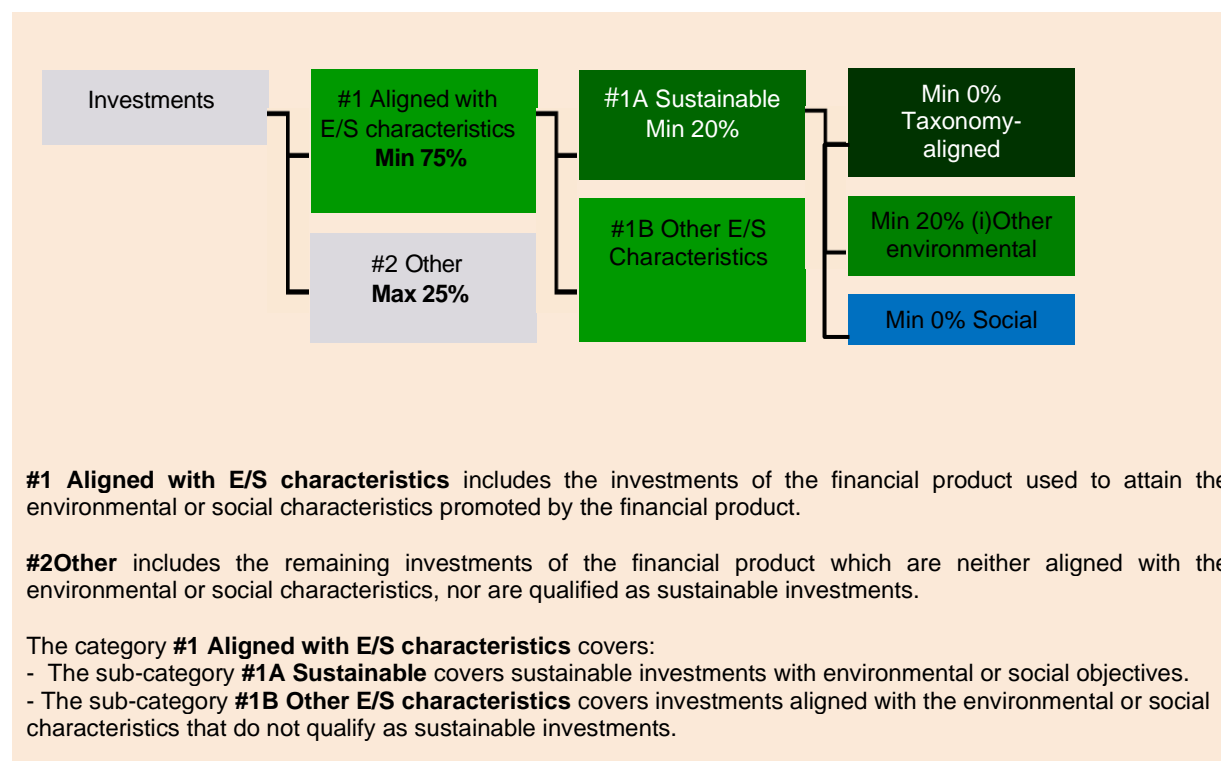 Investments
#1 Aligned with
E/S characteristics
Min 75%
#2 Other
Max 25%
#1A Sustainable
Min 20%
#1B Other E/S
Characteristics
Min 0%
Taxonomy-
aligned
Min 20% (i)Other
environmental
Min 0% Social
#1 Aligned with E/S characteristics includes the investments of the financial product used to attain the
environmental or social characteristics promoted by the financial product.
#2Other includes the remaining investments of the financial product which are neither aligned with the
environmental or social characteristics, nor are qualified as sustainable investments.
The category #1 Aligned with E/S characteristics covers:
- The sub-category #1A Sustainable covers sustainable investments with environmental or social objectives.
- The sub-category #1B Other E/S characteristics covers investments aligned with the environmental or social
characteristics that do not qualify as sustainable investments.